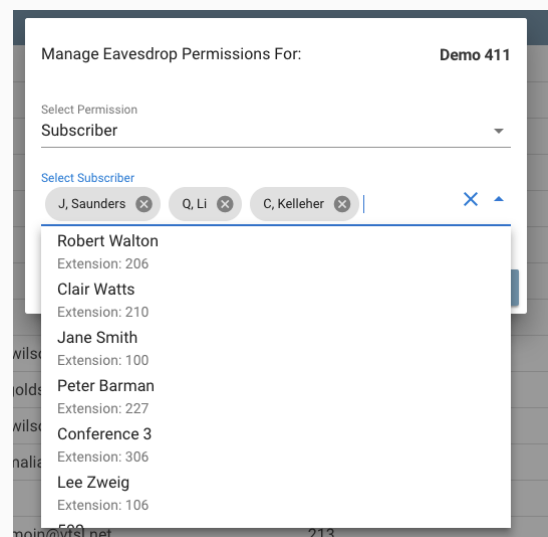 Manage Eavesdrop Permissions For: Demo 411
Select Permission
Subscriber
Select Subscriber
J, Saunders Q, Li C, Kelleher
Robert Walton
Extension: 206
Clair Watts
Extension: 210
Jane Smith
Extension: 100
Peter Barman
Extension: 227
Conference 3
Extension: 306
Lee Zweig
Extension: 106
213